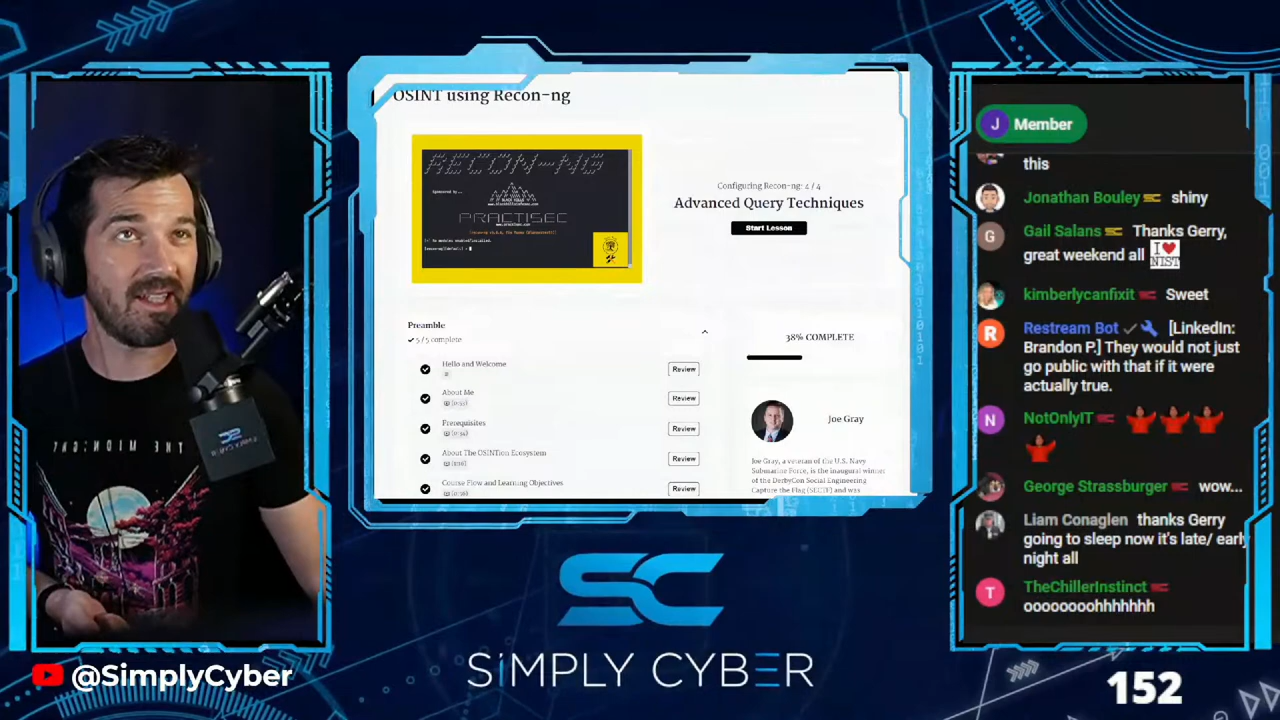 OSINT using Recon-ng
RECON-NG
PRACTISEC
Configuring Recon-ng: 4 / 4
Advanced Query Techniques
Start Lesson
Preamble
5 / 5 complete
Hello and Welcome
Review
About Me
Review
Prerequisites
Review
About The OSINTion Ecosystem
Review
Course Flow and Learning Objectives
Review
38% COMPLETE
Joe Gray
Joe Gray, a veteran of the U.S. Navy
Submarine Force, is the inaugural winner
of the DerbyCon Social Engineering
Capture the Flag (SECTF) and was
J Member
this
Jonathan Bouley shiny
G Gail Salans Thanks Gerry,
great weekend all I ♥ NIST
kimberlycanfixit Sweet
R Restream Bot [LinkedIn:
Brandon P.] They would not just
go public with that if it were
actually true.
N NotOnlyIT
George Strassburger wow...
Liam Conaglen thanks Gerry
going to sleep now it's late/ early
night all
T TheChillerInstinct
oooooooohhhhhhh
THE MIDNIGHT
SC
SIMPLY CYBER
@SimplyCyber
152